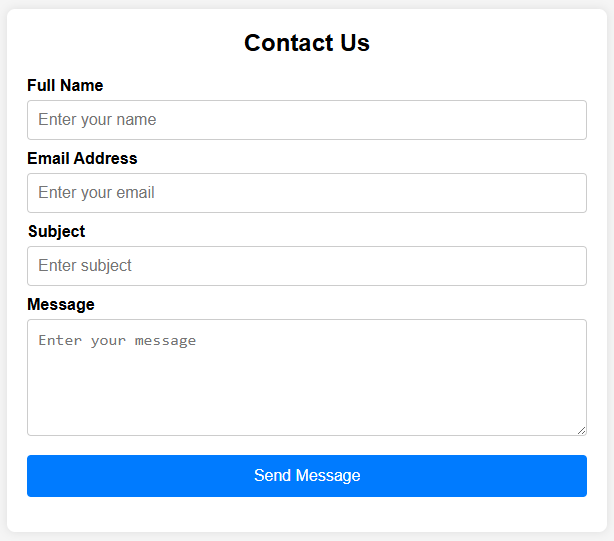 Contact Us
Full Name
Enter your name
Email Address
Enter your email
Subject
Enter subject
Message
Enter your message
Send Message